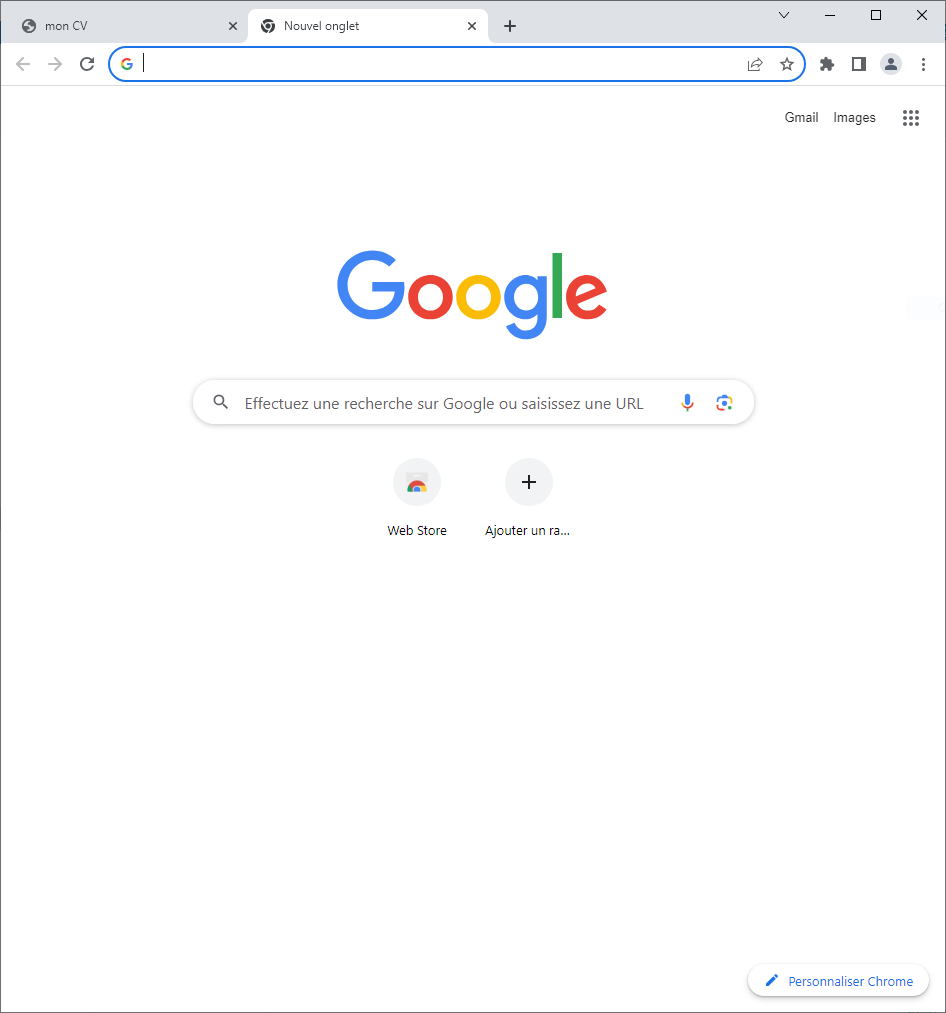 mon CV
Nouvel onglet
Gmail Images
Google
Effectuez une recherche sur Google ou saisissez une URL
Web Store
Ajouter un ra...
Personnaliser Chrome